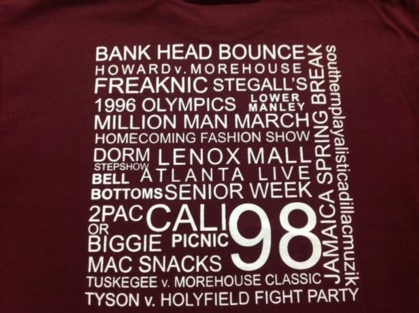 BANK HEAD BOUNCE
HOWARD v. MOREHOUSE
FREAKNIC STEGALL'S
1996 OLYMPICS LOWER MANLEY
MILLION MAN MARCH
HOMECOMING FASHION SHOW
DORM STEPSHOW LENOX MALL
BELL BOTTOMS ATLANTA LIVE
SENIOR WEEK
2PAC OR BIGGIE CALI PICNIC 98
MAC SNACKS
TUSKEGEE v. MOREHOUSE CLASSIC
TYSON v. HOLYFIELD FIGHT PARTY
JAMAICA SPRING BREAK
southernplayalisticadillacmuzik